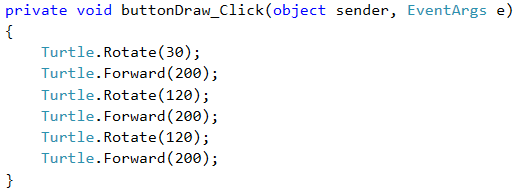 private void buttonDraw_Click(object sender, EventArgs e)
{
    Turtle.Rotate(30);
    Turtle.Forward(200);
    Turtle.Rotate(120);
    Turtle.Forward(200);
    Turtle.Rotate(120);
    Turtle.Forward(200);
}